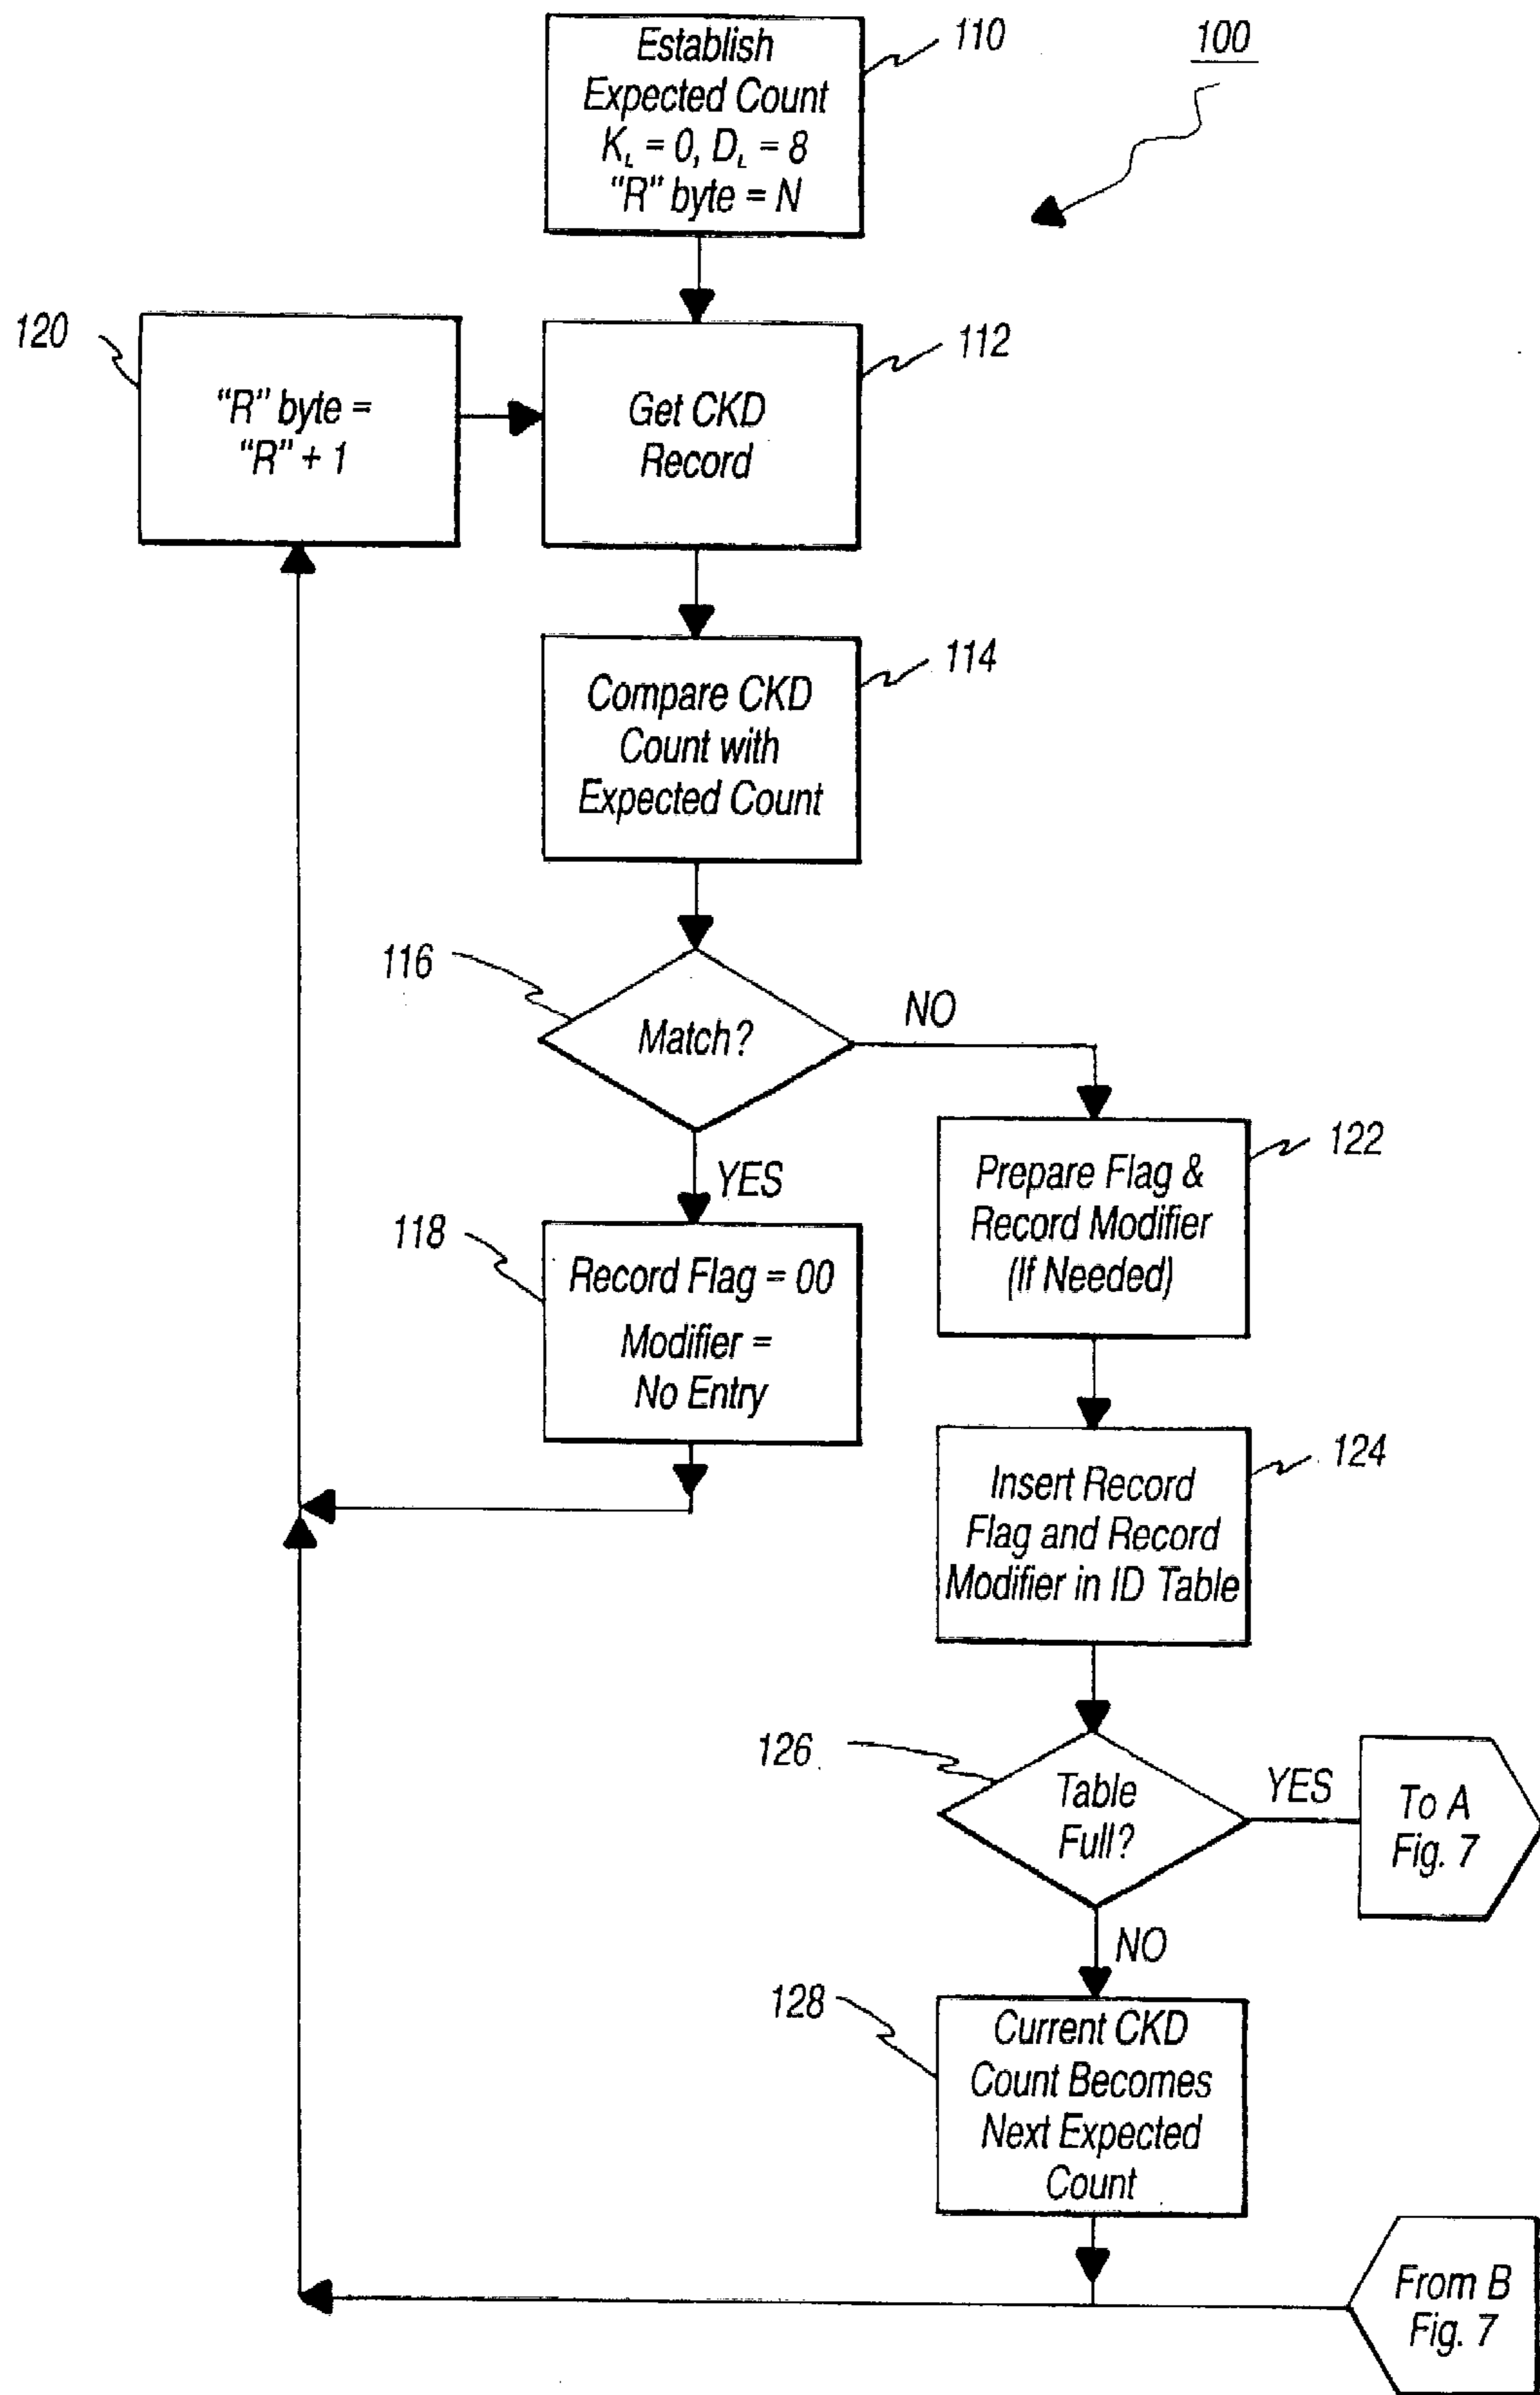 Establish
Expected Count
K_L = 0, D_L = 8
"R" byte = N
110
100
120
"R" byte =
"R" + 1
Get CKD
Record
112
Compare CKD
Count with
Expected Count
114
116
Match?
NO
YES
118
Record Flag = 00
Modifier =
No Entry
Prepare Flag &
Record Modifier
(If Needed)
122
Insert Record
Flag and Record
Modifier in ID Table
124
126
Table
Full?
YES
To A
Fig. 7
NO
128
Current CKD
Count Becomes
Next Expected
Count
From B
Fig. 7